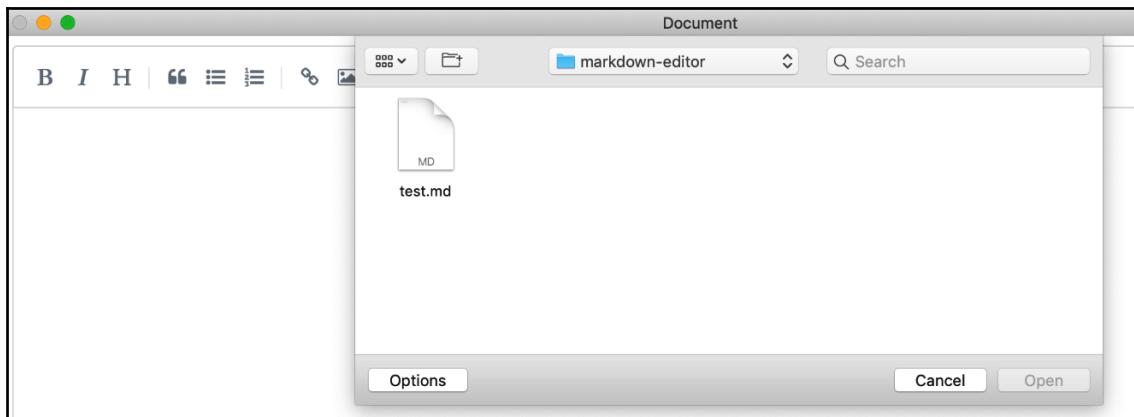 Document
B I H
markdown-editor
Search
MD
test.md
Options
Cancel Open